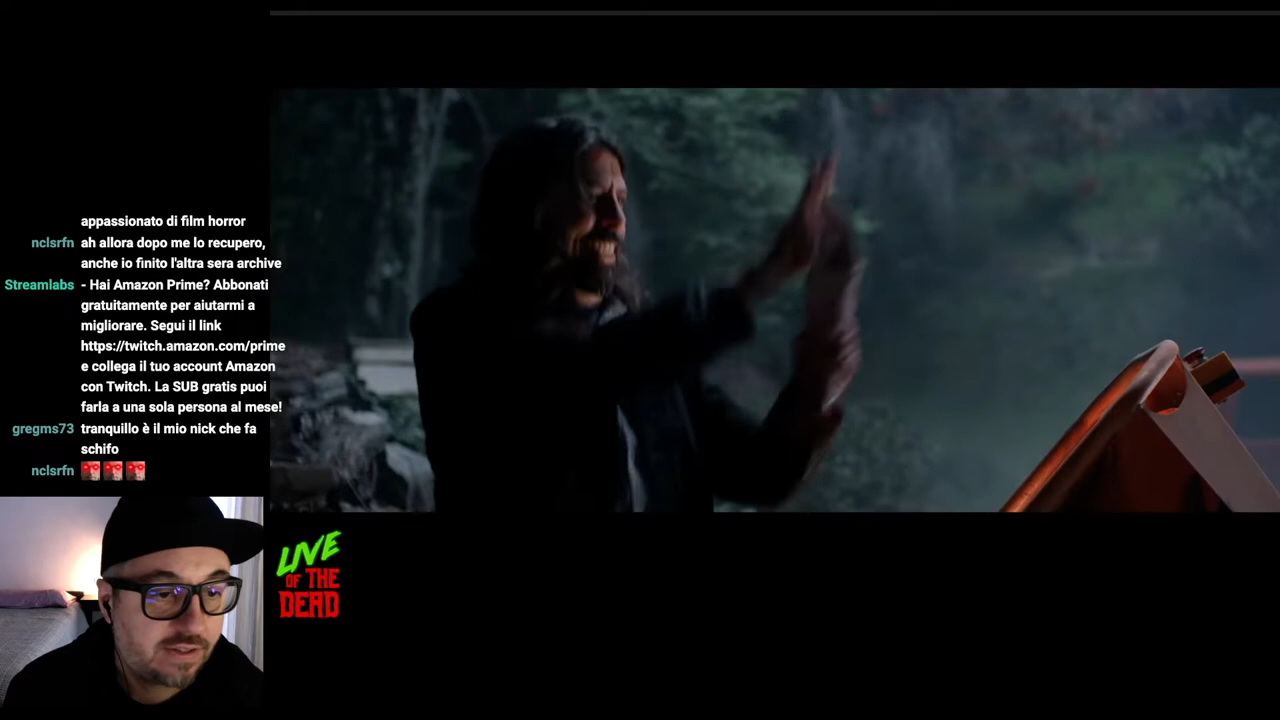 appassionato di film horror
nclsrfn ah allora dopo me lo recupero,
anche io finito l'altra sera archive
Streamlabs - Hai Amazon Prime? Abbonati
gratuitamente per aiutarmi a
migliorare. Segui il link
https://twitch.amazon.com/prime
e collega il tuo account Amazon
con Twitch. La SUB gratis puoi
farla a una sola persona al mese!
gregms73 tranquillo è il mio nick che fa
schifo
nclsrfn
LIVE
OF THE
DEAD